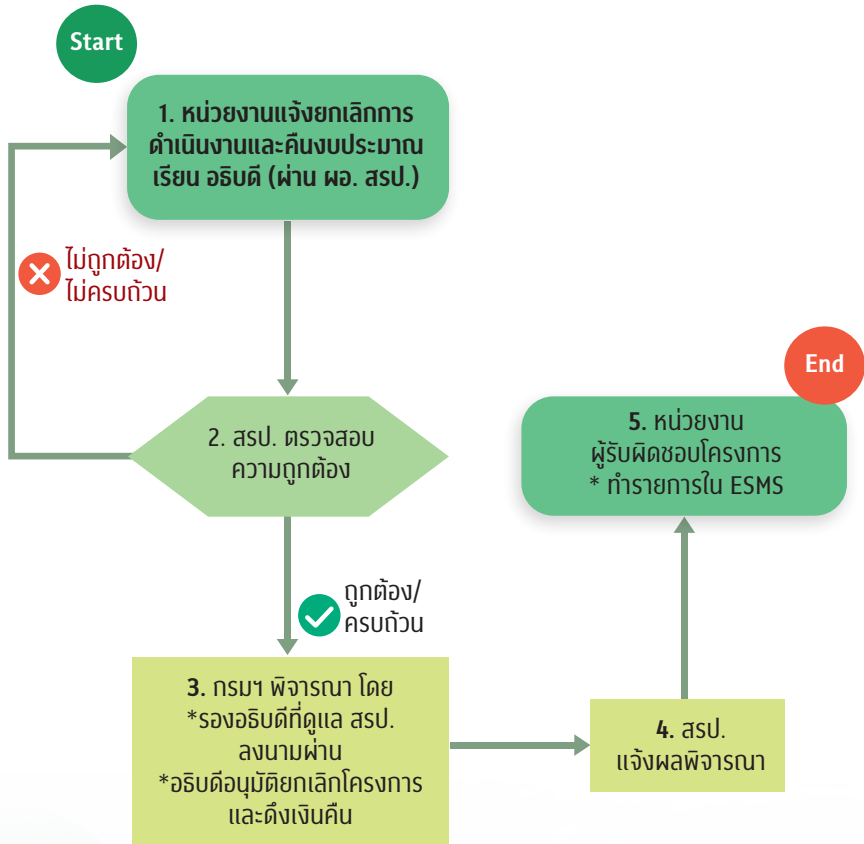 Start
1. หน่วยงานแจ้งยกเลิกการ
ดำเนินงานและคืนงบประมาณ
เรียน อธิบดี (ผ่าน ผอ. สรป.)
ไม่ถูกต้อง/
ไม่ครบถ้วน
2. สรป. ตรวจสอบ
ความถูกต้อง
ถูกต้อง/
ครบถ้วน
3. กรมฯ พิจารณา โดย
*รองอธิบดีที่ดูแล สรป.
ลงนามผ่าน
*อธิบดีอนุมัติยกเลิกโครงการ
และดึงเงินคืน
4. สรป.
แจ้งผลพิจารณา
End
5. หน่วยงาน
ผู้รับผิดชอบโครงการ
* ทำรายการใน ESMS